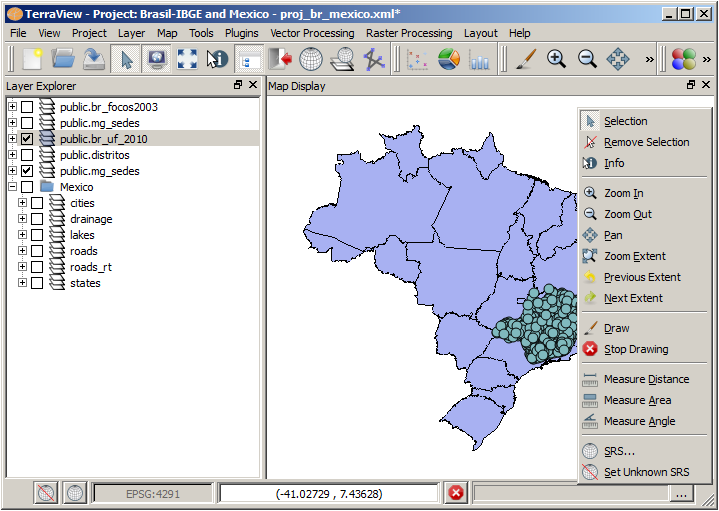 TerraView - Project: Brasil-IBGE and Mexico - proj_br_mexico.xml*
File View Project Layer Map Tools Plugins Vector Processing Raster Processing Layout Help
» »
Layer Explorer
public.br_focos2003
public.mg_sedes
public.br_uf_2010
public.distritos
public.mg_sedes
Mexico
cities
drainage
lakes
roads
roads_rt
states
Map Display
Selection
Remove Selection
Info
Zoom In
Zoom Out
Pan
Zoom Extent
Previous Extent
Next Extent
Draw
Stop Drawing
Measure Distance
Measure Area
Measure Angle
SRS...
Set Unknown SRS
EPSG:4291 (-41.02729 , 7.43628) ...